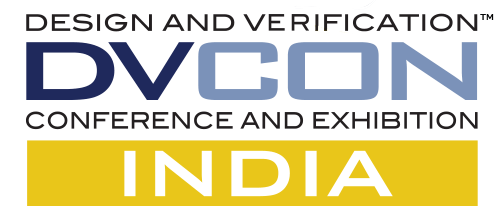 DESIGN AND VERIFICATION™
DVCON
CONFERENCE AND EXHIBITION
INDIA